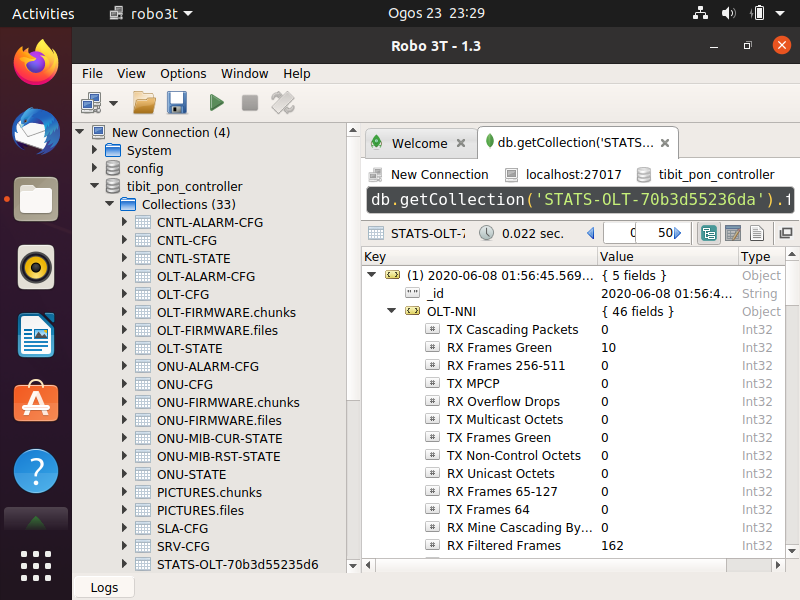 Activities robo3t Ogos 23 23:29
Robo 3T - 1.3
File View Options Window Help
New Connection (4)
System
config
tibit_pon_controller
Collections (33)
CNTL-ALARM-CFG
CNTL-CFG
CNTL-STATE
OLT-ALARM-CFG
OLT-CFG
OLT-FIRMWARE.chunks
OLT-FIRMWARE.files
OLT-STATE
ONU-ALARM-CFG
ONU-CFG
ONU-FIRMWARE.chunks
ONU-FIRMWARE.files
ONU-MIB-CUR-STATE
ONU-MIB-RST-STATE
ONU-STATE
PICTURES.chunks
PICTURES.files
SLA-CFG
SRV-CFG
STATS-OLT-70b3d55235d6
Welcome db.getCollection('STATS...
New Connection localhost:27017 tibit_pon_controller
db.getCollection('STATS-OLT-70b3d55236da').f
STATS-OLT-7 0.022 sec. 0 50
Key Value Type
(1) 2020-06-08 01:56:45.569... { 5 fields } Object
_id 2020-06-08 01:56:4... String
OLT-NNI { 46 fields } Object
TX Cascading Packets 0 Int32
RX Frames Green 10 Int32
RX Frames 256-511 0 Int32
TX MPCP 0 Int32
RX Overflow Drops 0 Int32
TX Multicast Octets 0 Int32
TX Frames Green 0 Int32
TX Non-Control Octets 0 Int32
RX Unicast Octets 0 Int32
RX Frames 65-127 0 Int32
TX Frames 64 0 Int32
RX Mine Cascading By... 0 Int32
RX Filtered Frames 162 Int32
Logs